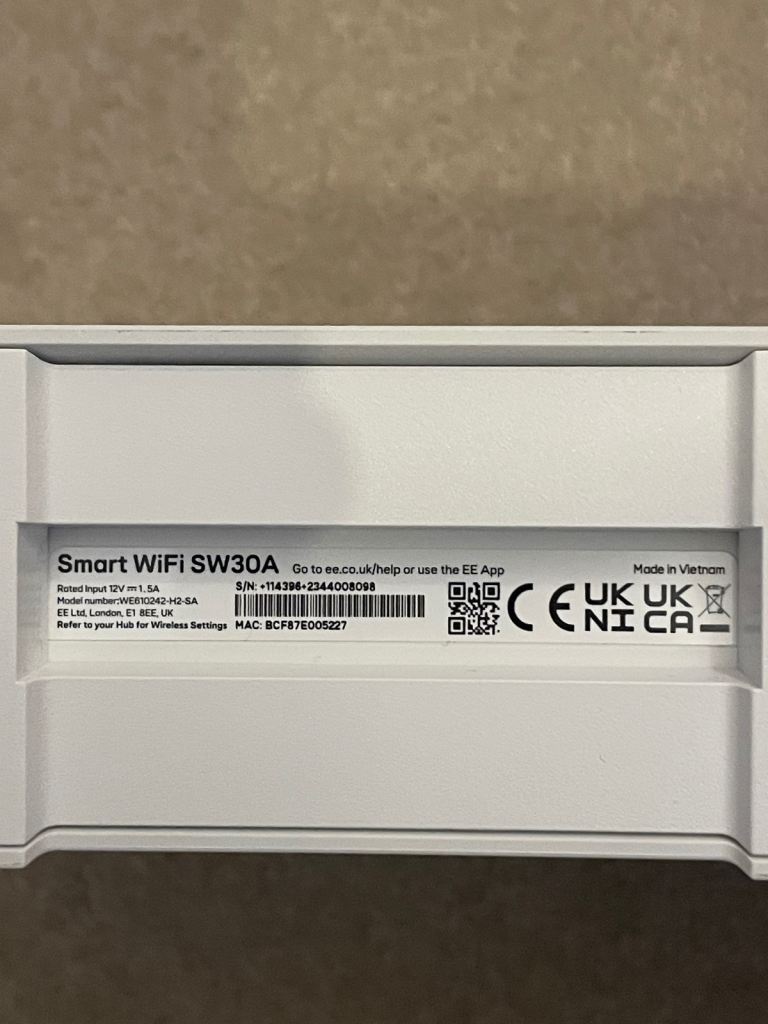 Smart WiFi SW30A Go to ee.co.uk/help or use the EE App Made in Vietnam
Rated Input 12V ⎓ 1.5A
Model number:WE610242-H2-SA
EE Ltd, London, E1 8EE, UK
Refer to your Hub for Wireless Settings
S/N: +114396+2344008098
MAC: BCF87E005227
CE
UK
NI
UK
CA